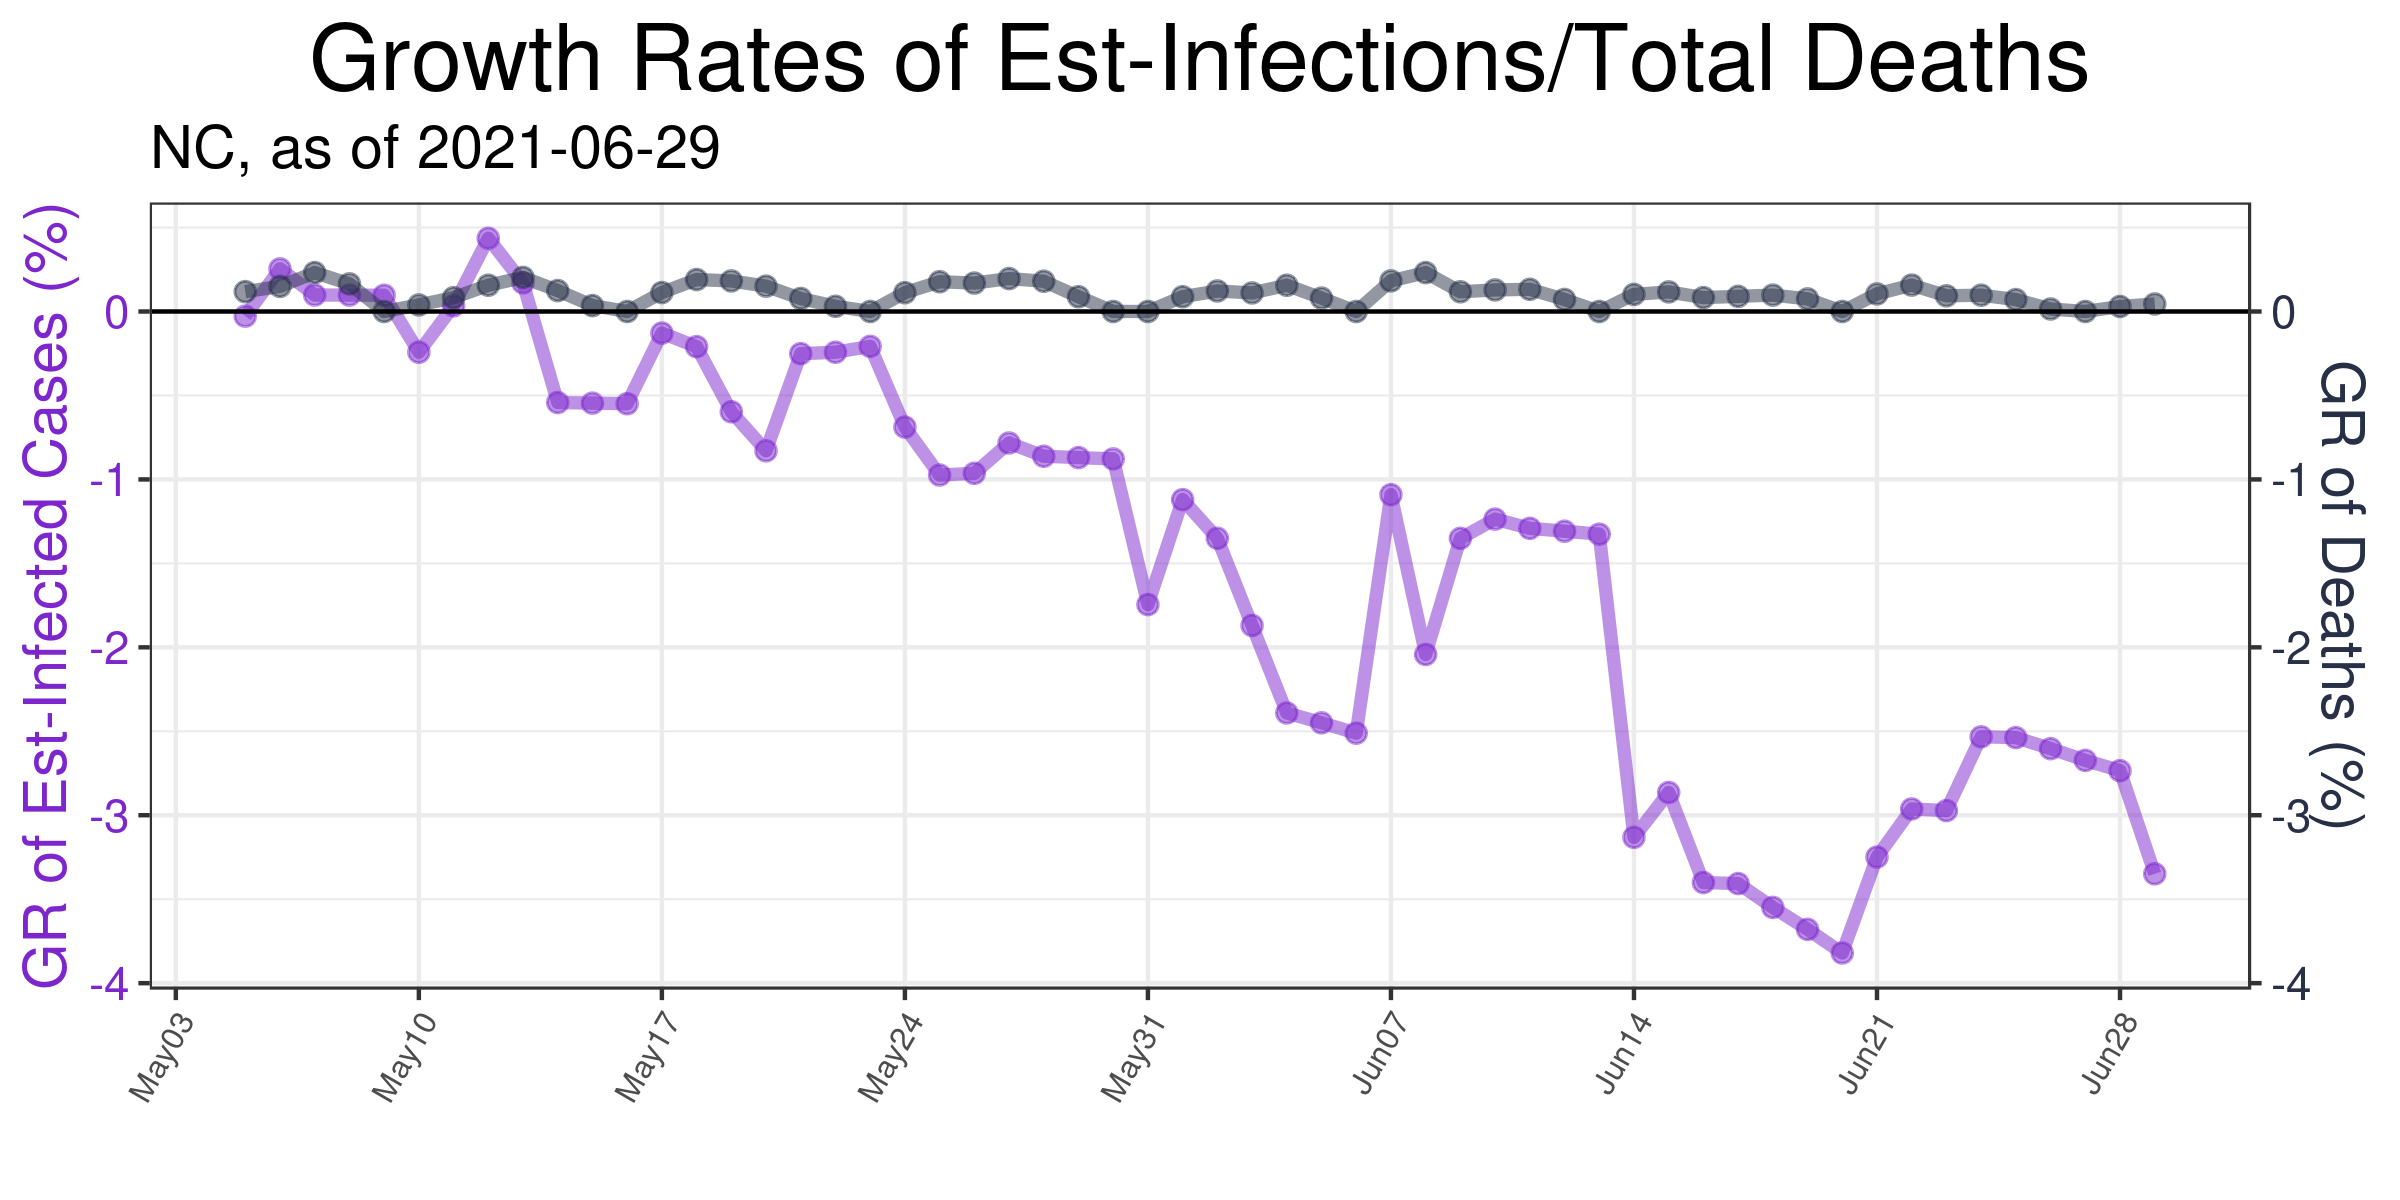 Growth Rates of Est-Infections/Total Deaths
NC, as of 2021-06-29
GR of Est-Infected Cases (%)
0
-1
-2
-3
-4
0
-1
-2
-3
-4
GR of Deaths (%)
May03
May10
May17
May24
May31
Jun07
Jun14
Jun21
Jun28